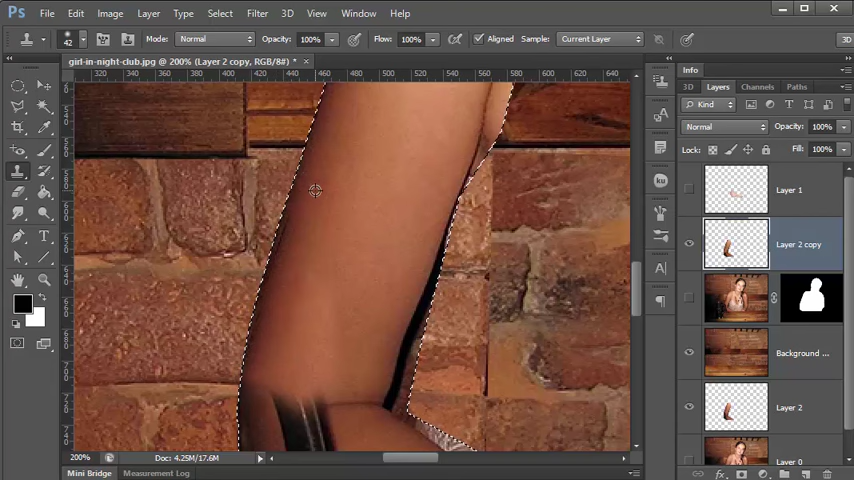 Ps File Edit Image Layer Type Select Filter 3D View Window Help
42 Mode: Normal Opacity: 100% Flow: 100% Aligned Sample: Current Layer 3D
girl-in-night-club.jpg @ 200% (Layer 2 copy, RGB/8#) * ×
320 340 360 380 400 420 440 460 480 500 520 540 560 580 600 620
Info
3D Layers Channels Paths
Kind
Normal Opacity: 100%
Lock: Fill: 100%
Layer 1
Layer 2 copy
Background ...
Layer 2
Layer 0
ku
A
200% Doc: 4.25M/17.6M
Mini Bridge Measurement Log
fx